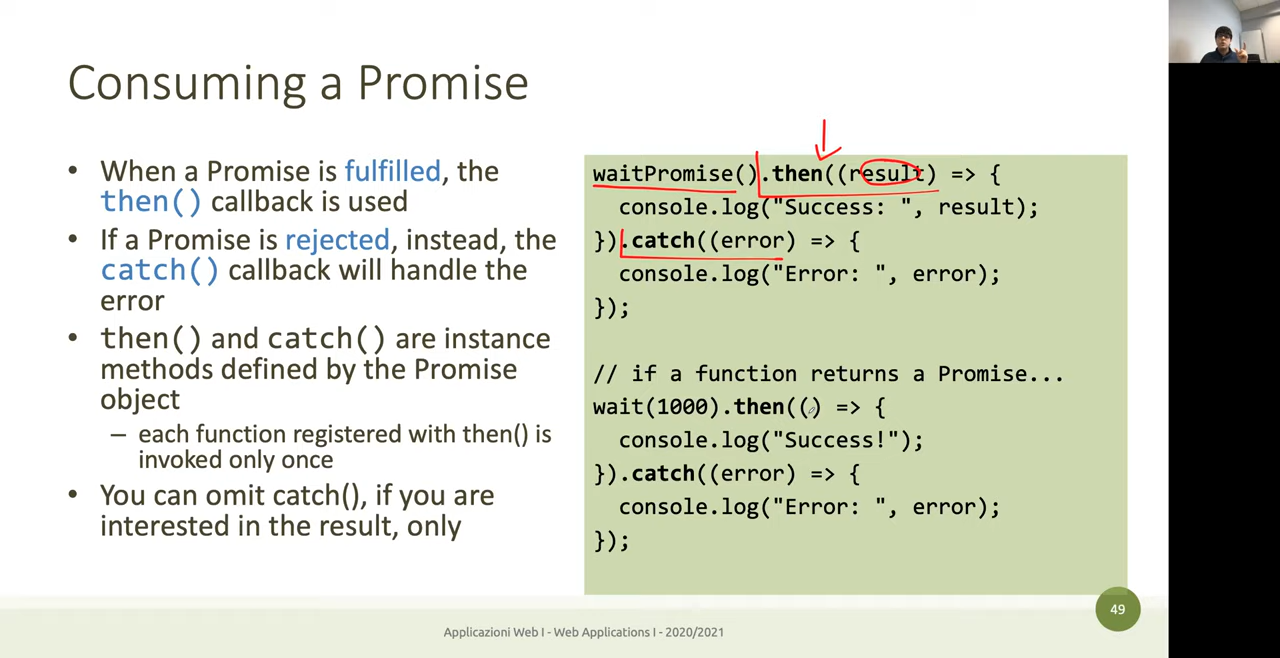 Consuming a Promise
• When a Promise is fulfilled, the
then() callback is used
• If a Promise is rejected, instead, the
catch() callback will handle the
error
• then() and catch() are instance
methods defined by the Promise
object
– each function registered with then() is
invoked only once
• You can omit catch(), if you are
interested in the result, only
waitPromise().then((result) => {
console.log("Success: ", result);
}).catch((error) => {
console.log("Error: ", error);
});
// if a function returns a Promise...
wait(1000).then(() => {
console.log("Success!");
}).catch((error) => {
console.log("Error: ", error);
});
49
Applicazioni Web I - Web Applications I - 2020/2021